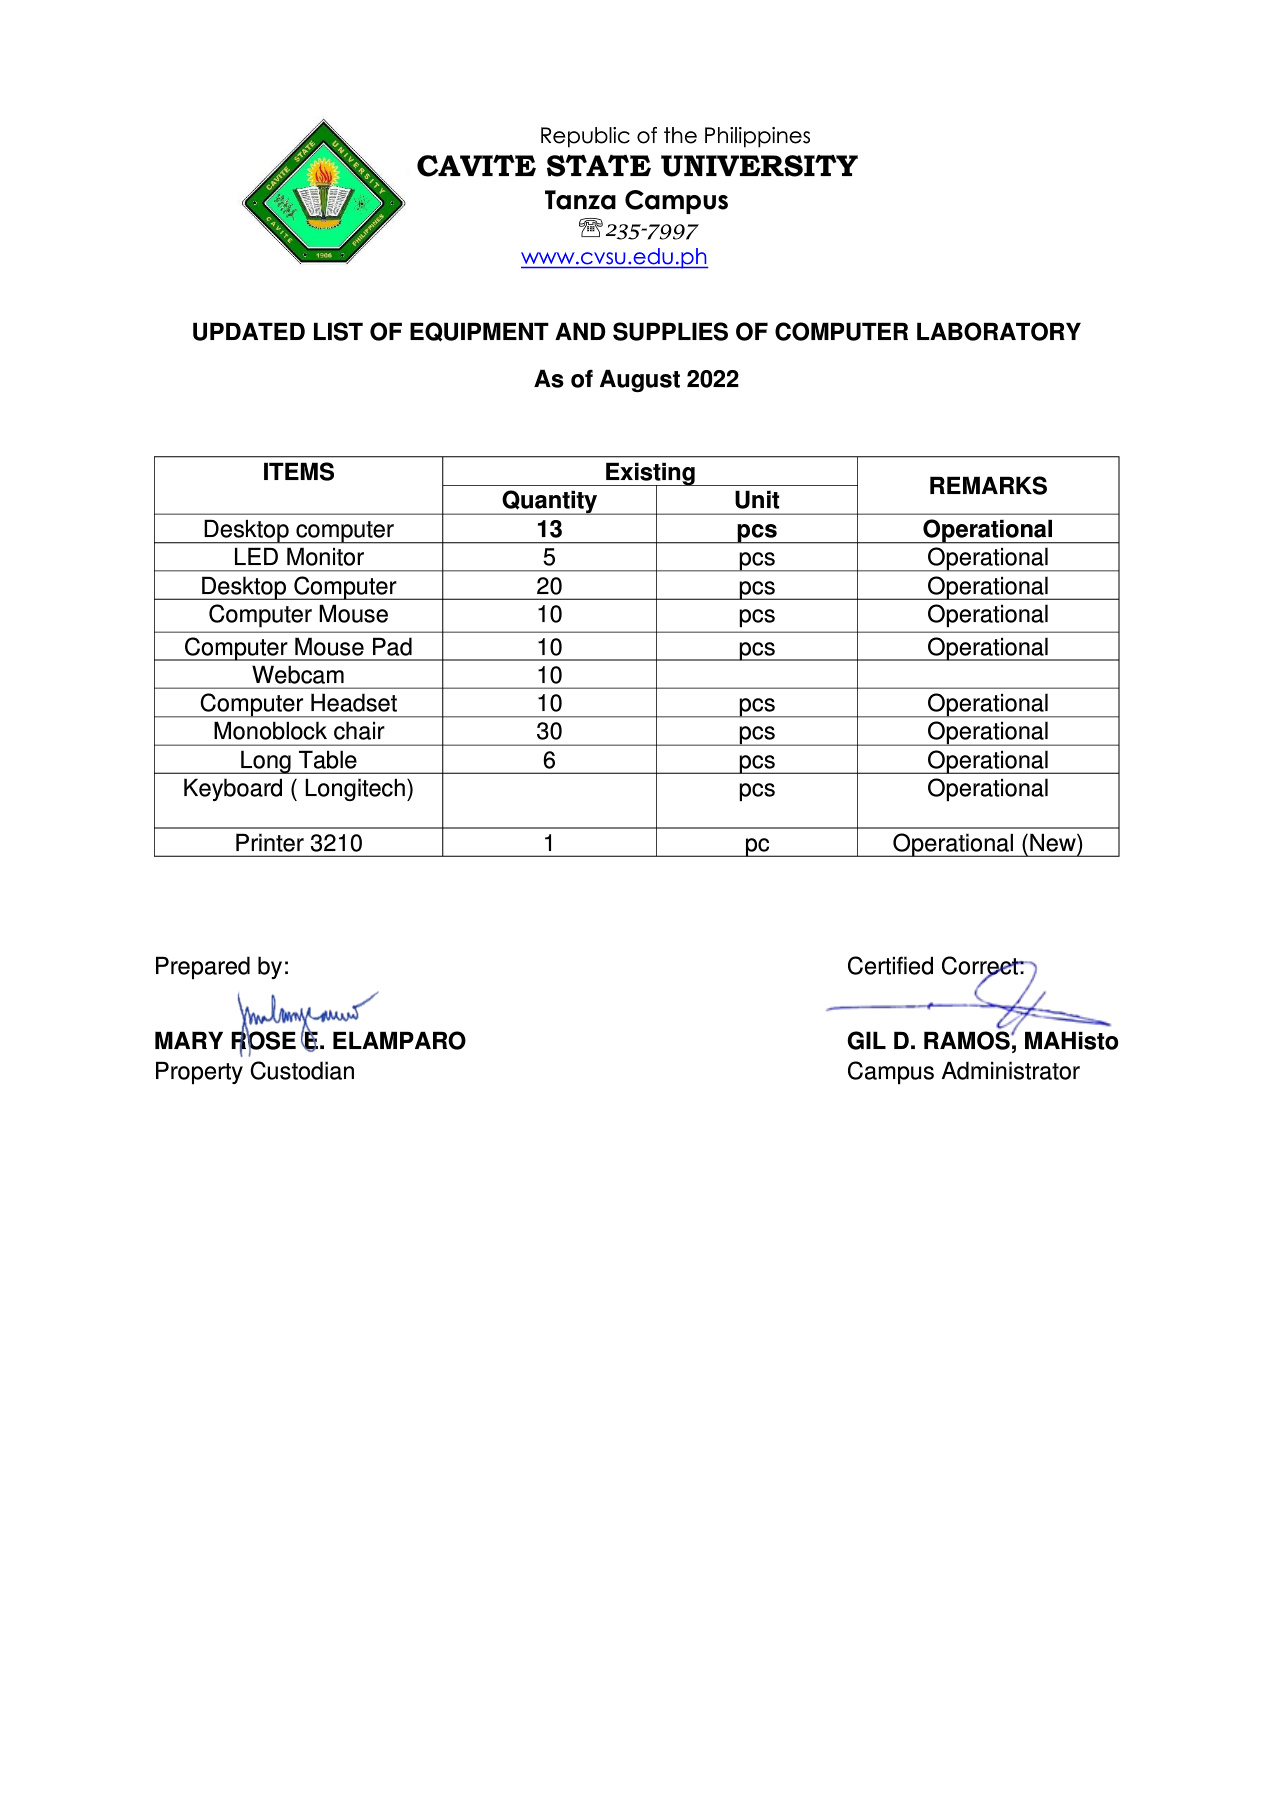 Republic of the Philippines
CAVITE STATE UNIVERSITY
Tanza Campus
☎235-7997
www.cvsu.edu.ph
CAVITE STATE UNIVERSITY
CAVITE PHILIPPINES
1906
UPDATED LIST OF EQUIPMENT AND SUPPLIES OF COMPUTER LABORATORY
As of August 2022
ITEMS Existing REMARKS
Quantity Unit
Desktop computer 13 pcs Operational
LED Monitor 5 pcs Operational
Desktop Computer 20 pcs Operational
Computer Mouse 10 pcs Operational
Computer Mouse Pad 10 pcs Operational
Webcam 10
Computer Headset 10 pcs Operational
Monoblock chair 30 pcs Operational
Long Table 6 pcs Operational
Keyboard ( Longitech) pcs Operational
Printer 3210 1 pc Operational (New)
Prepared by: Certified Correct:
MARY ROSE E. ELAMPARO GIL D. RAMOS, MAHisto
Property Custodian Campus Administrator